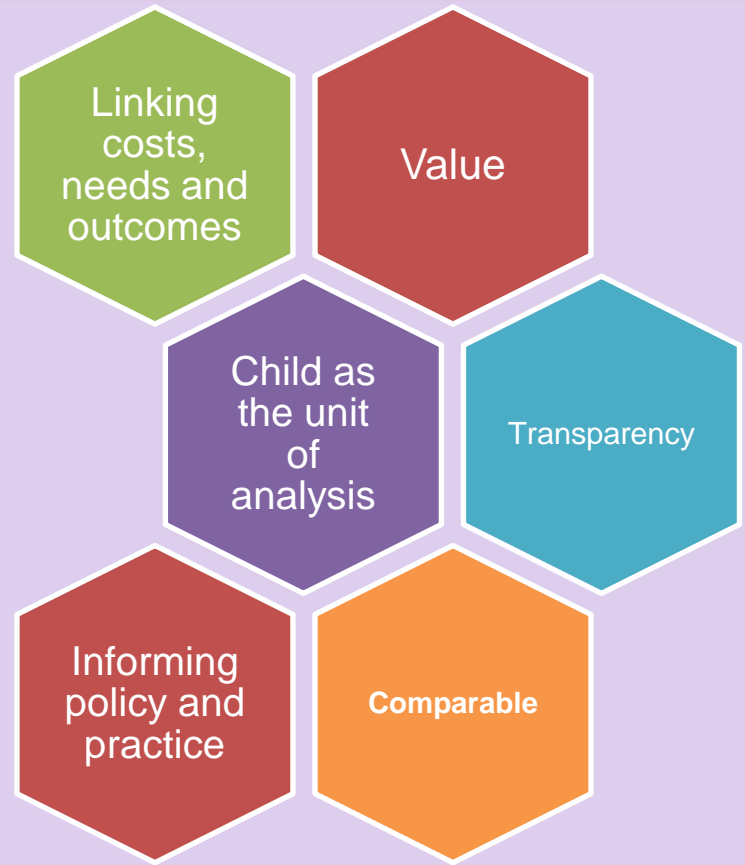 Linking
costs,
needs and
outcomes
Value
Child as
the unit
of
analysis
Transparency
Informing
policy and
practice
Comparable